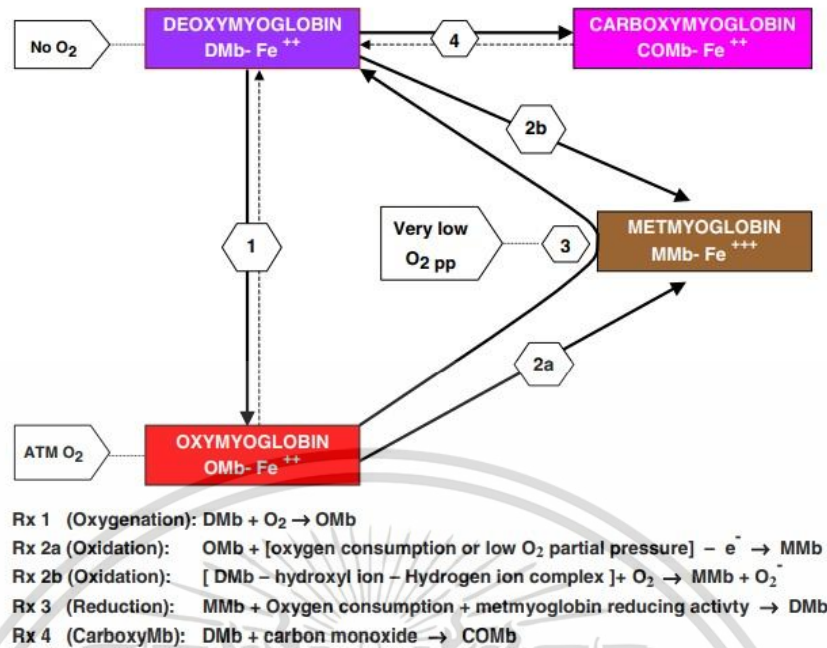 DEOXYMYOGLOBIN
DMb- Fe ++
CARBOXYMYOGLOBIN
COMb- Fe ++
No O2
4
2b
Very low
O2 pp
3
METMYOGLOBIN
MMb- Fe +++
1
2a
ATM O2
OXYMYOGLOBIN
OMb- Fe ++
Rx 1 (Oxygenation): DMb + O2 → OMb
Rx 2a (Oxidation): OMb + [oxygen consumption or low O2 partial pressure] – e- → MMb
Rx 2b (Oxidation): [ DMb – hydroxyl ion – Hydrogen ion complex ]+ O2 → MMb + O2-
Rx 3 (Reduction): MMb + Oxygen consumption + metmyoglobin reducing activty → DMb
Rx 4 (CarboxyMb): DMb + carbon monoxide → COMb